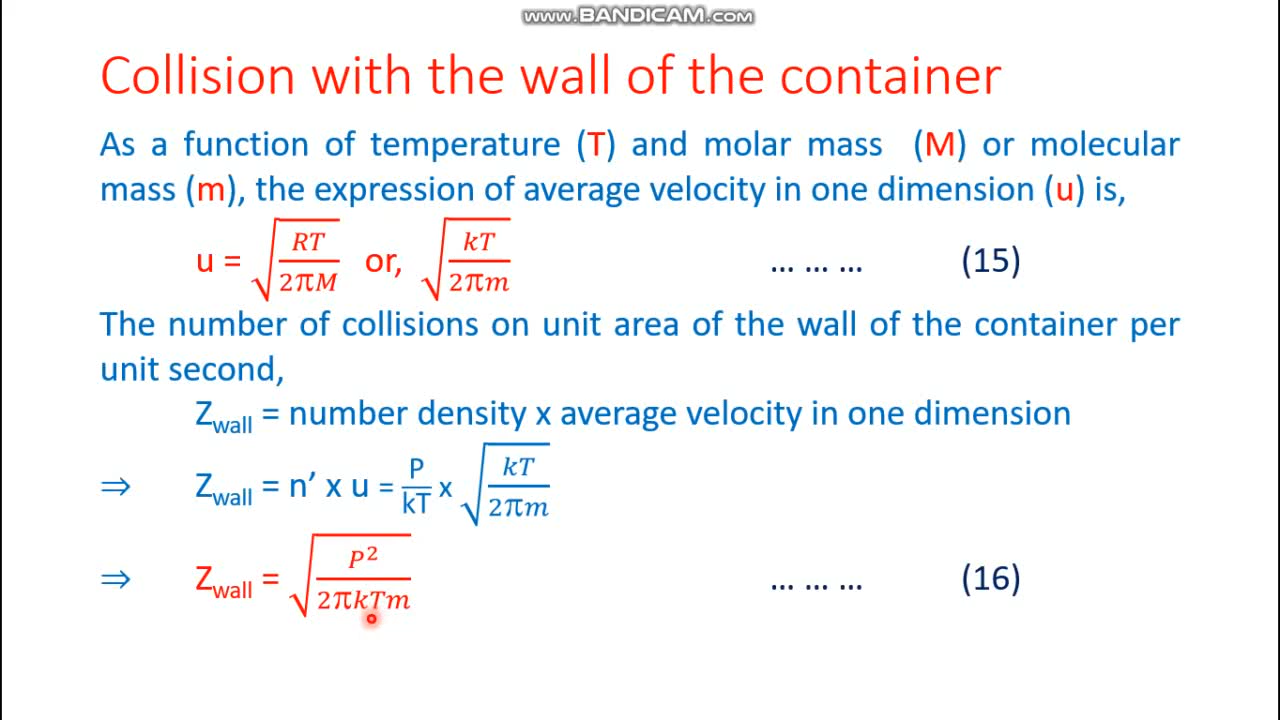 www.BANDICAM.com
Collision with the wall of the container
As a function of temperature (T) and molar mass (M) or molecular
mass (m), the expression of average velocity in one dimension (u) is,
u = √(RT/2πM) or, √(kT/2πm) ... ... ... (15)
The number of collisions on unit area of the wall of the container per
unit second,
Z_wall = number density x average velocity in one dimension
⇒ Z_wall = n’ x u = P/kT x √(kT/2πm)
⇒ Z_wall = √(P²/2πkTm) ... ... ... (16)